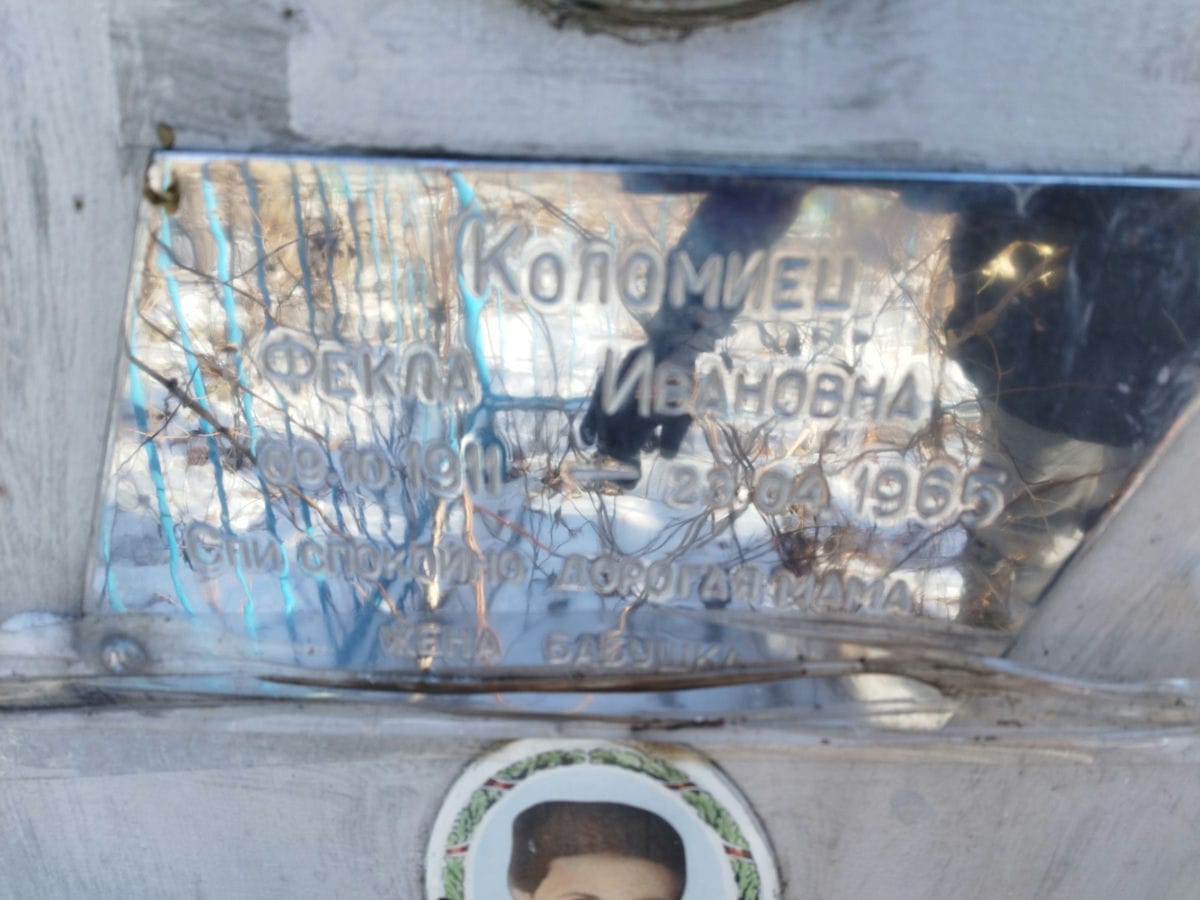 Коломиец
Фекла Ивановна
09.10.1911 — 23.04.1965
Спи спокойно дорогая мама
жена бабушка